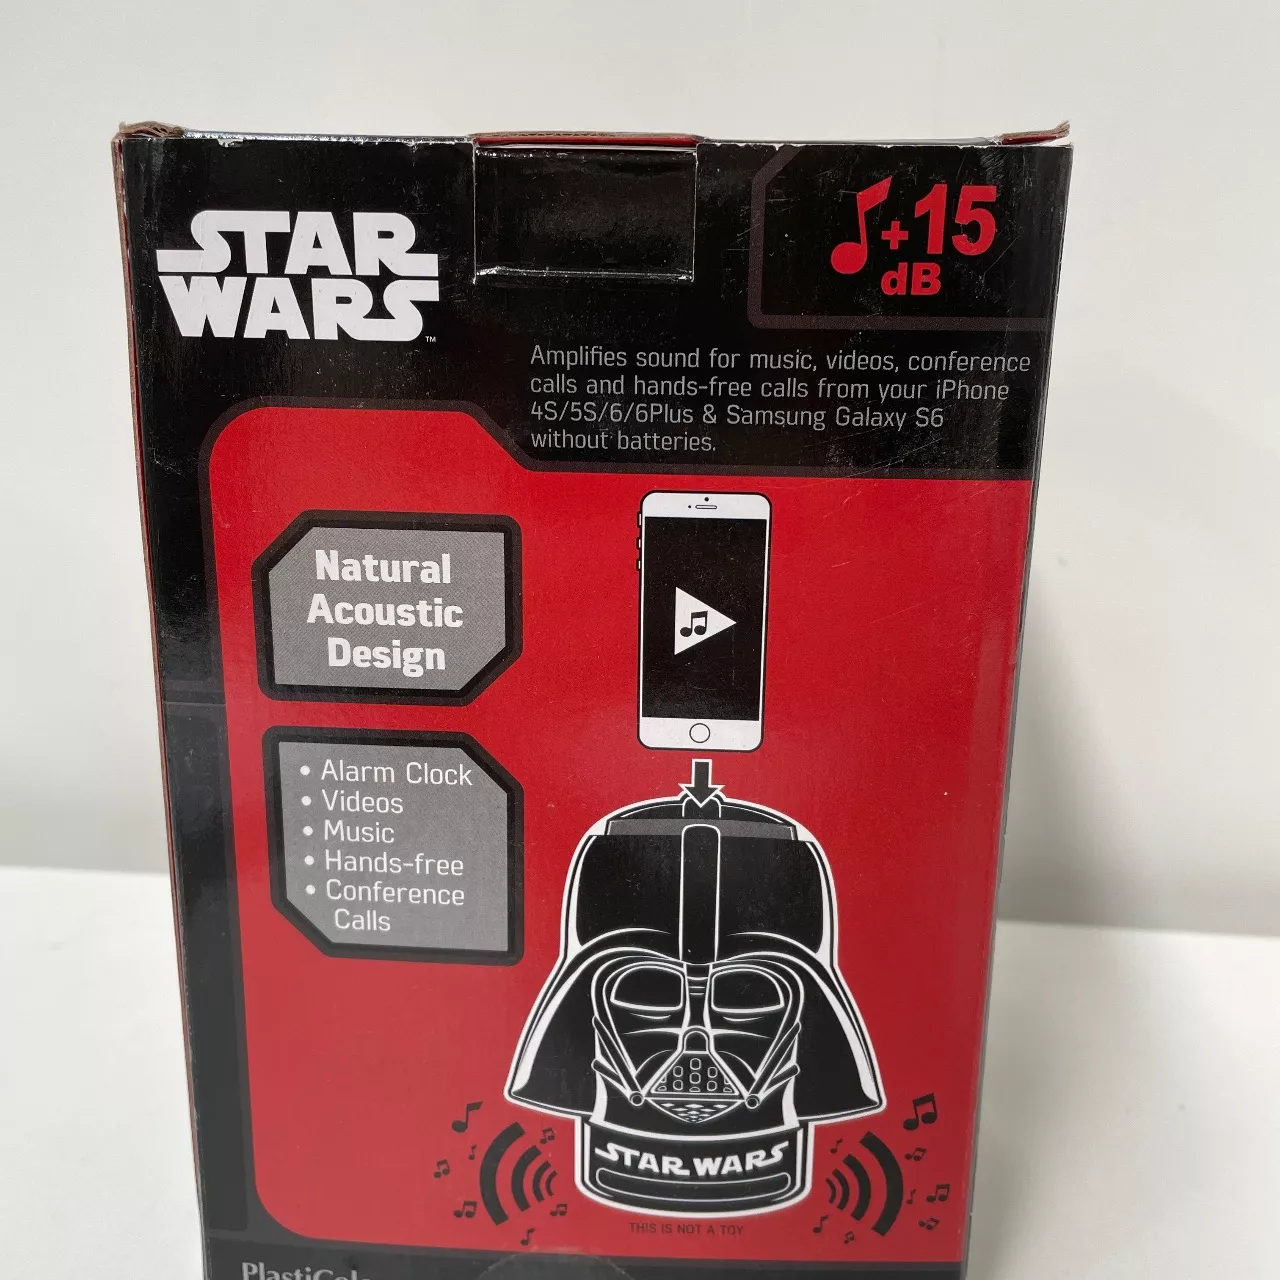 STAR
WARS
™
+15
dB
Amplifies sound for music, videos, conference
calls and hands-free calls from your iPhone
4S/5S/6/6Plus & Samsung Galaxy S6
without batteries.
Natural
Acoustic
Design
• Alarm Clock
• Videos
• Music
• Hands-free
• Conference
Calls
STAR WARS
THIS IS NOT A TOY